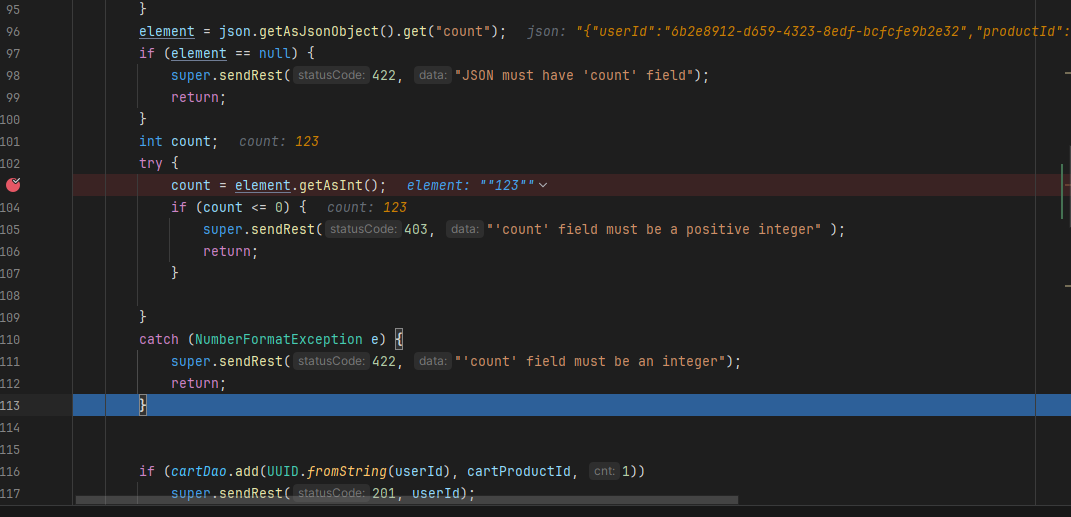 95 }
96 element = json.getAsJsonObject().get("count"); json: "{"userId":"6b2e8912-d659-4323-8edf-bcfcfe9b2e32","productId":
97 if (element == null) {
98 super.sendRest( statusCode: 422, data: "JSON must have 'count' field");
99 return;
100 }
101 int count; count: 123
102 try {
count = element.getAsInt(); element: ""123""
104 if (count <= 0) { count: 123
105 super.sendRest( statusCode: 403, data: "'count' field must be a positive integer" );
106 return;
107 }
108
109 }
110 catch (NumberFormatException e) {
111 super.sendRest( statusCode: 422, data: "'count' field must be an integer");
112 return;
113 }
114
115
116 if (cartDao.add(UUID.fromString(userId), cartProductId, cnt: 1))
117 super.sendRest( statusCode: 201, userId);